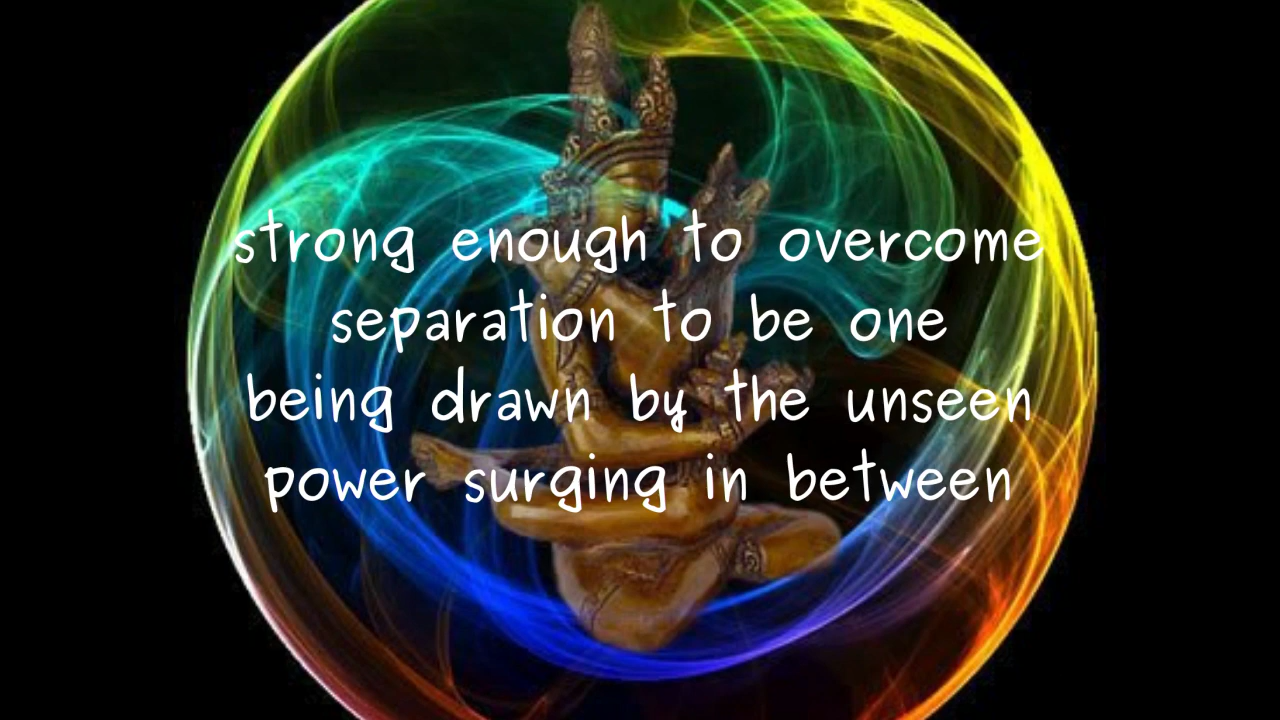 strong enough to overcome
separation to be one
being drawn by the unseen
power surging in between